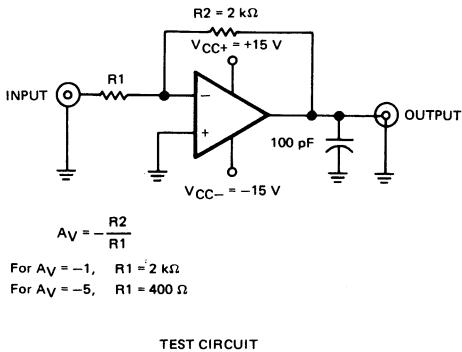 R2 = 2 kΩ
VCC+ = +15 V
R1
INPUT
−
+
OUTPUT
100 pF
VCC− = −15 V
AV = − R2
R1
For AV = −1, R1 = 2 kΩ
For AV = −5, R1 = 400 Ω
TEST CIRCUIT